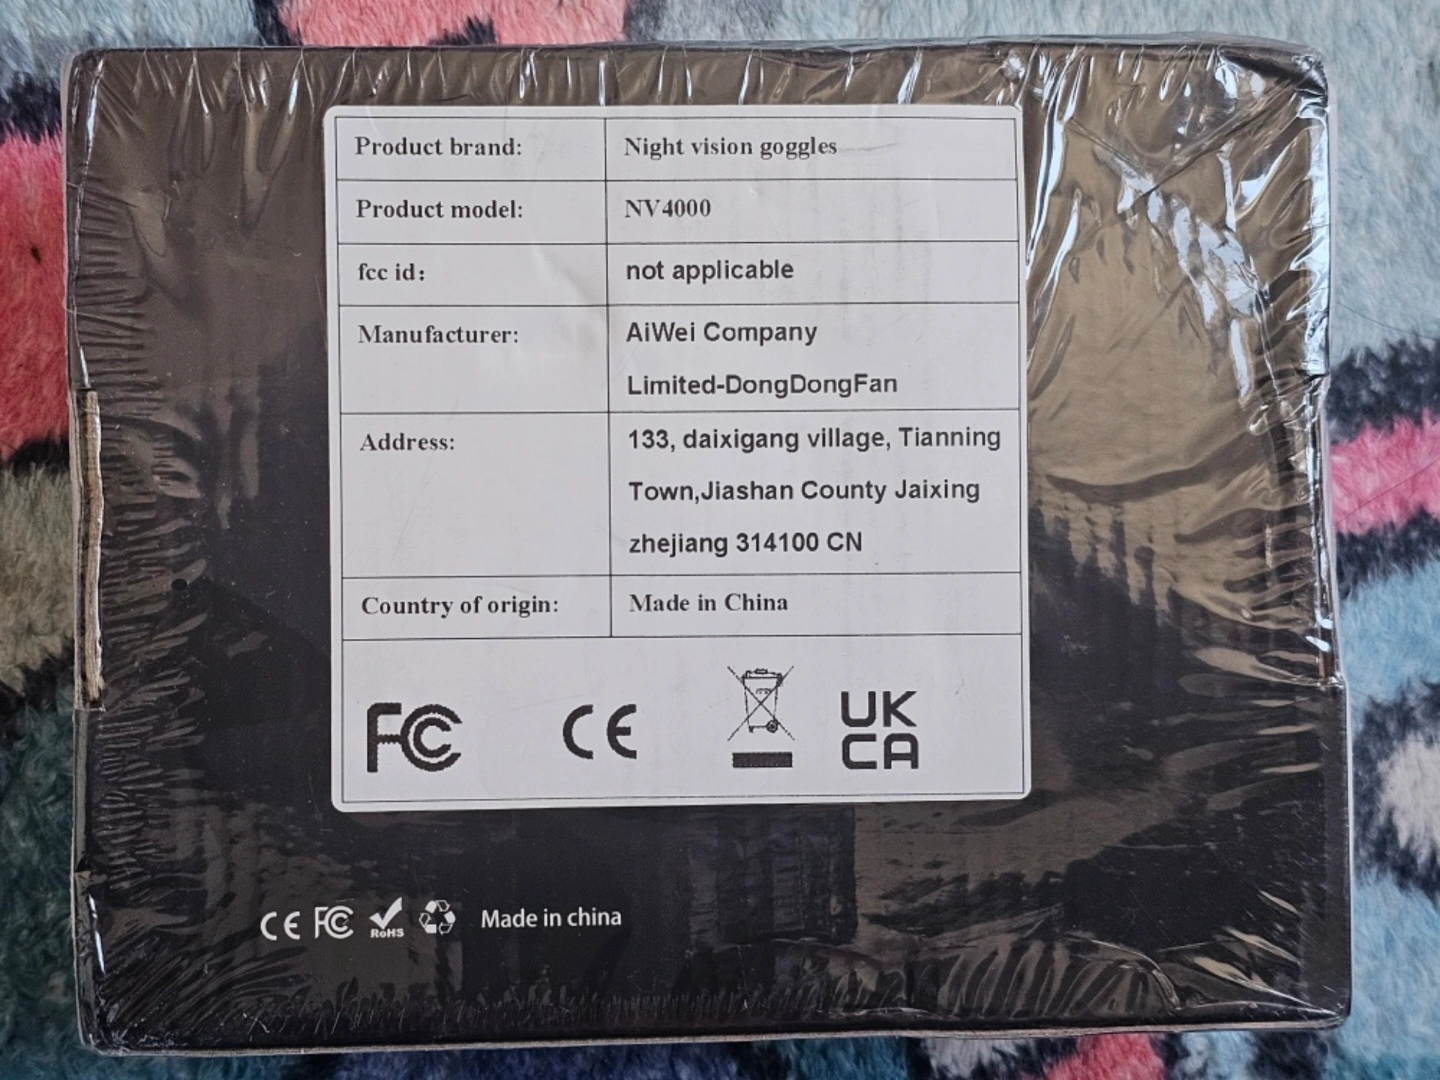 Product brand: Night vision goggles
Product model: NV4000
fcc id: not applicable
Manufacturer: AiWei Company
Limited-DongDongFan
Address: 133, daixigang village, Tianning
Town,Jiashan County Jaixing
zhejiang 314100 CN
Country of origin: Made in China
FC CE UK
CA
CE FC RoHS Made in china